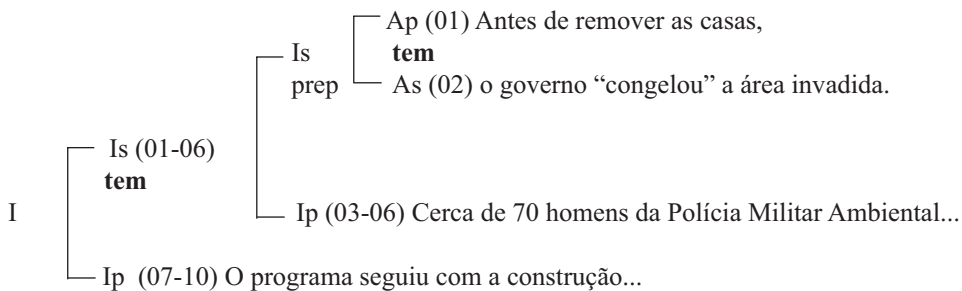 Ap (01) Antes de remover as casas,
Is tem
prep As (02) o governo “congelou” a área invadida.
Is (01-06)
tem
I Ip (03-06) Cerca de 70 homens da Polícia Militar Ambiental...
Ip (07-10) O programa seguiu com a construção...